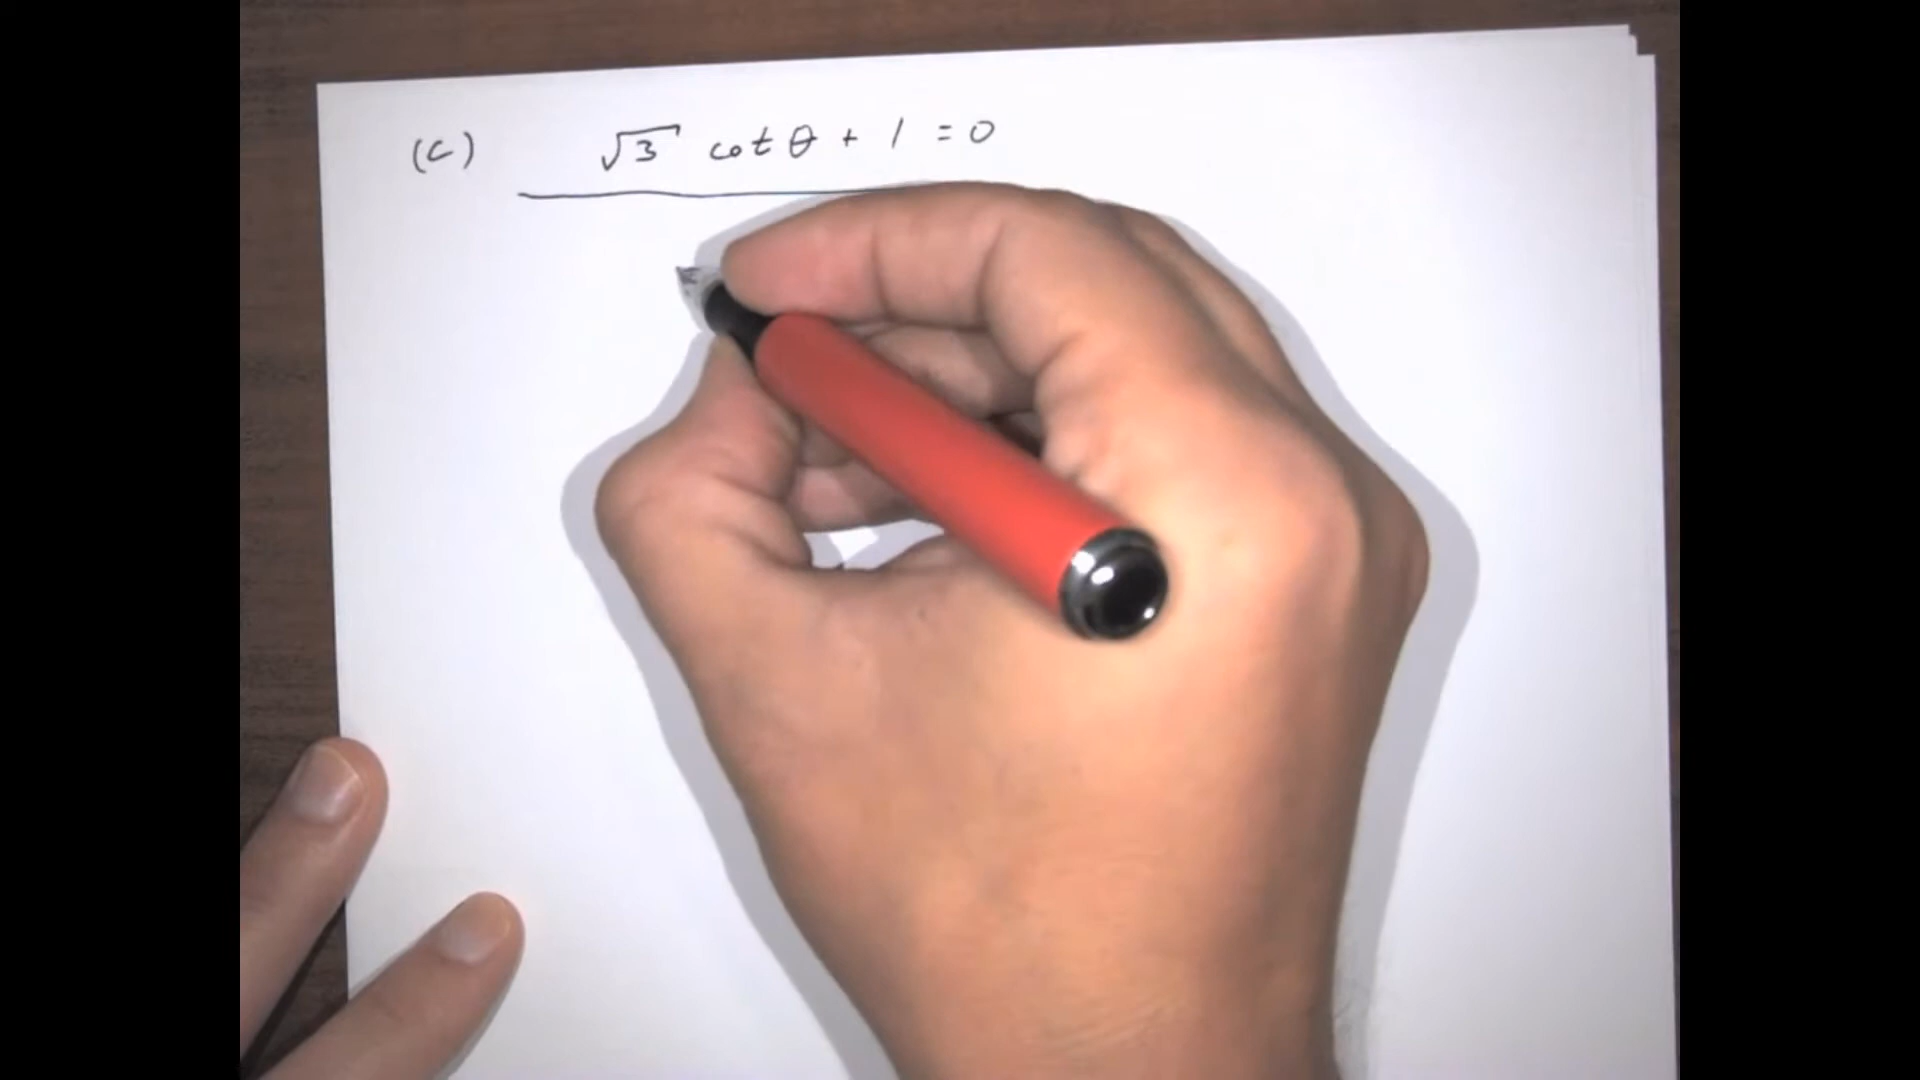 (c) √3 cot θ + 1 = 0